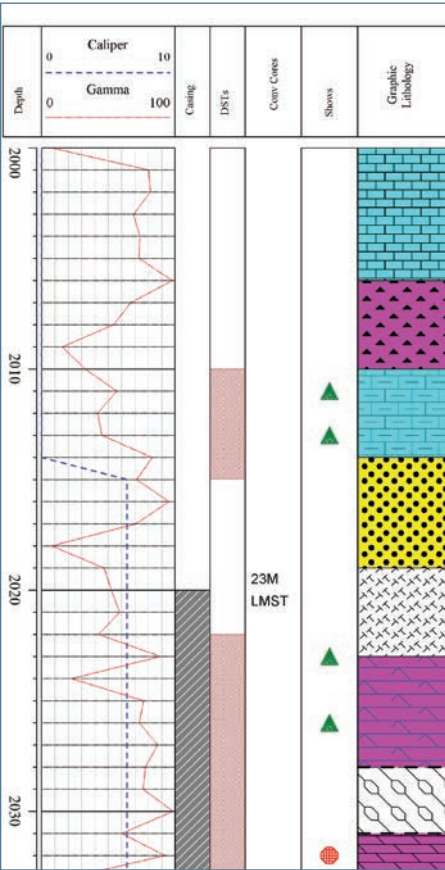 Depth
Caliper
0 10
Gamma
0 100
Casing
DSTs
Conv Cores
Shows
Graphic
Lithology
2000
2010
2020
23M
LMST
2030